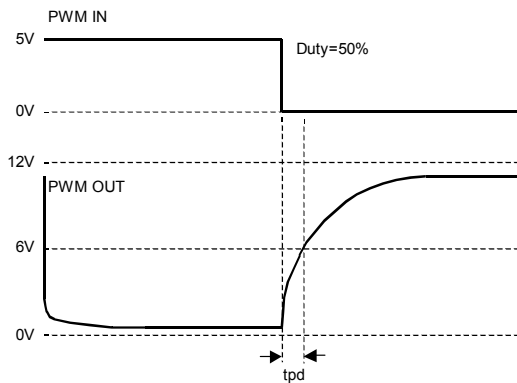 PWM IN
5V
Duty=50%
0V
12V
PWM OUT
6V
0V
tpd